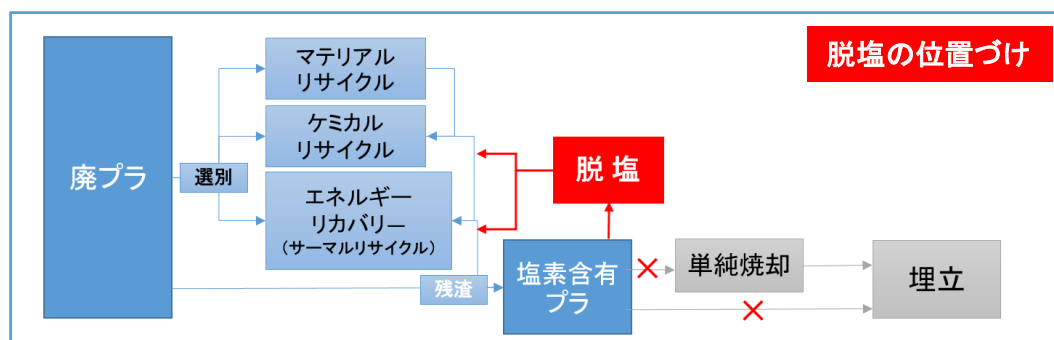 脱塩の位置づけ
マテリアル
リサイクル
ケミカル
リサイクル
廃プラ
選別
脱 塩
エネルギー
リカバリー
(サーマルリサイクル)
残渣
塩素含有
プラ
単純焼却
埋立